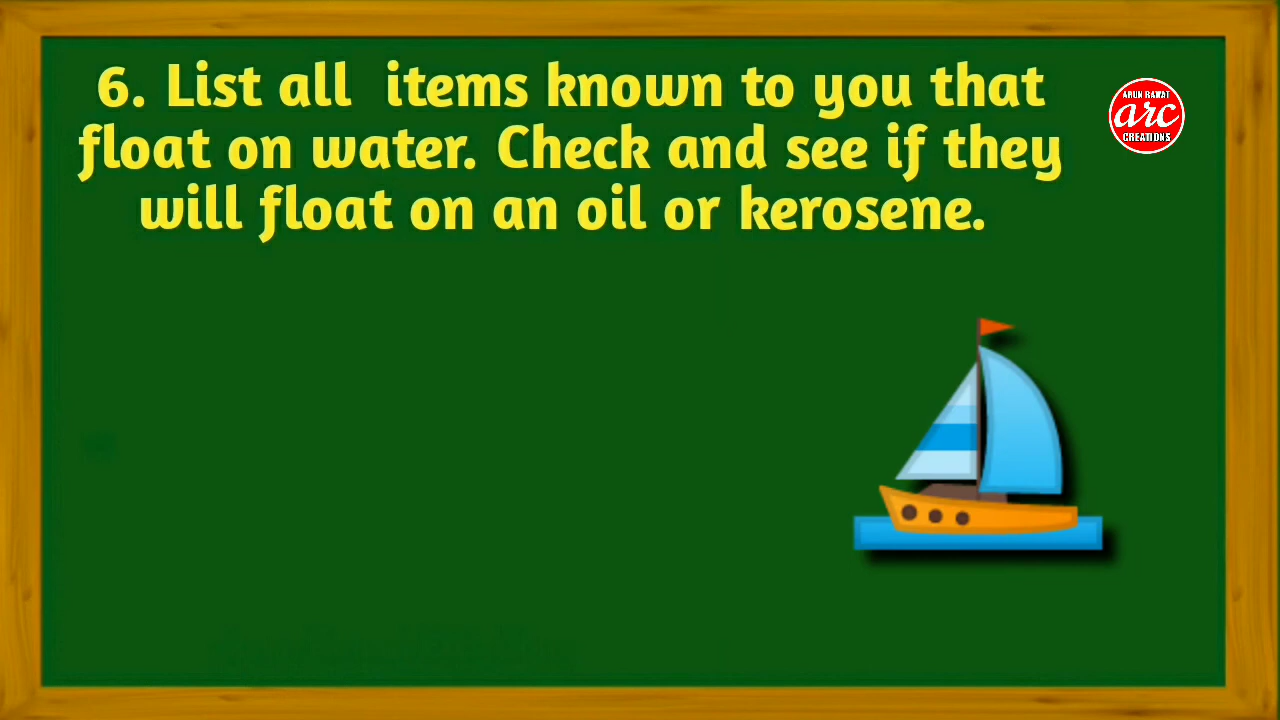 6. List all  items known to you that
float on water. Check and see if they
will float on an oil or kerosene.
ARUN RAWAT
arc
CREATIONS